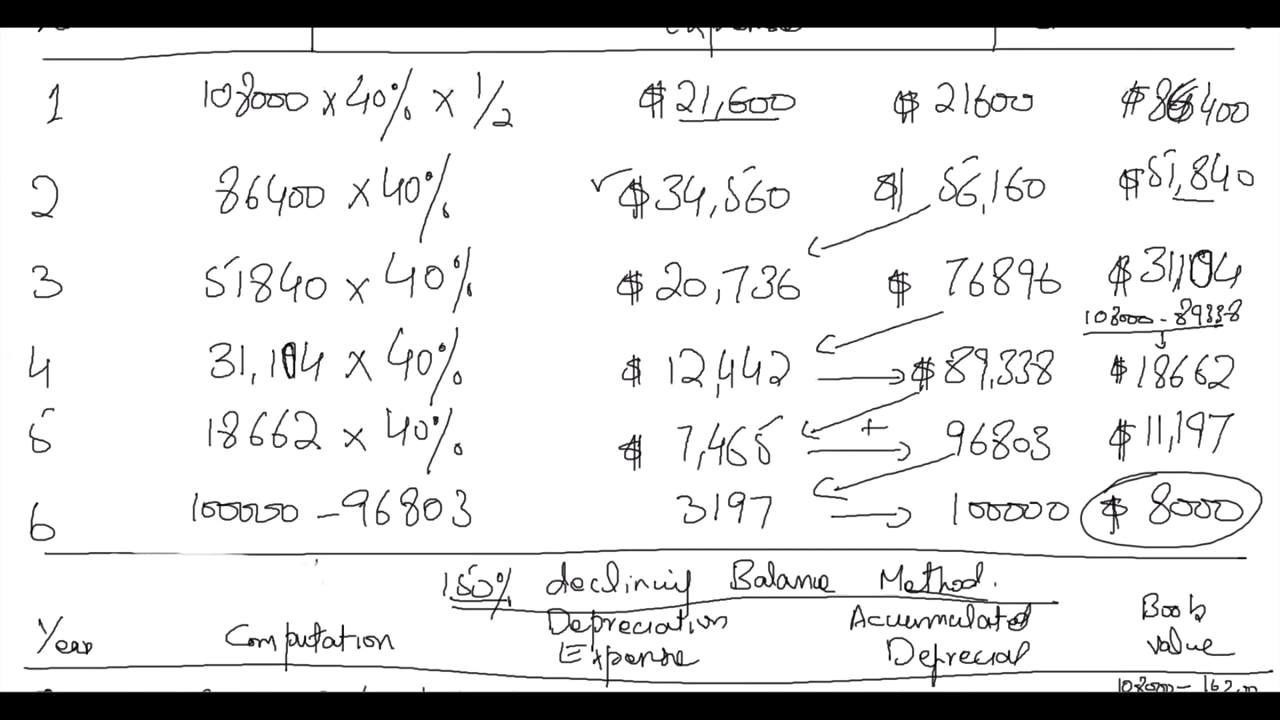 Expense
1 108000 x 40% x 1/2 $21,600 $21600 $86400
2 86400 x 40% ✓$34,560 $56,160 $51,840
3 51840 x 40% $20,736 $76896 $31,104
108000 - 89338
4 31,104 x 40% $12,442 $89,338 $18662
5 18662 x 40% $7,465 + 96803 $11,197
6 100000 - 96803 3197 100000 $8000
150% declining Balance Method.
Year Computation Depreciation Expense Accumulated Depreciat Book value
108000 -